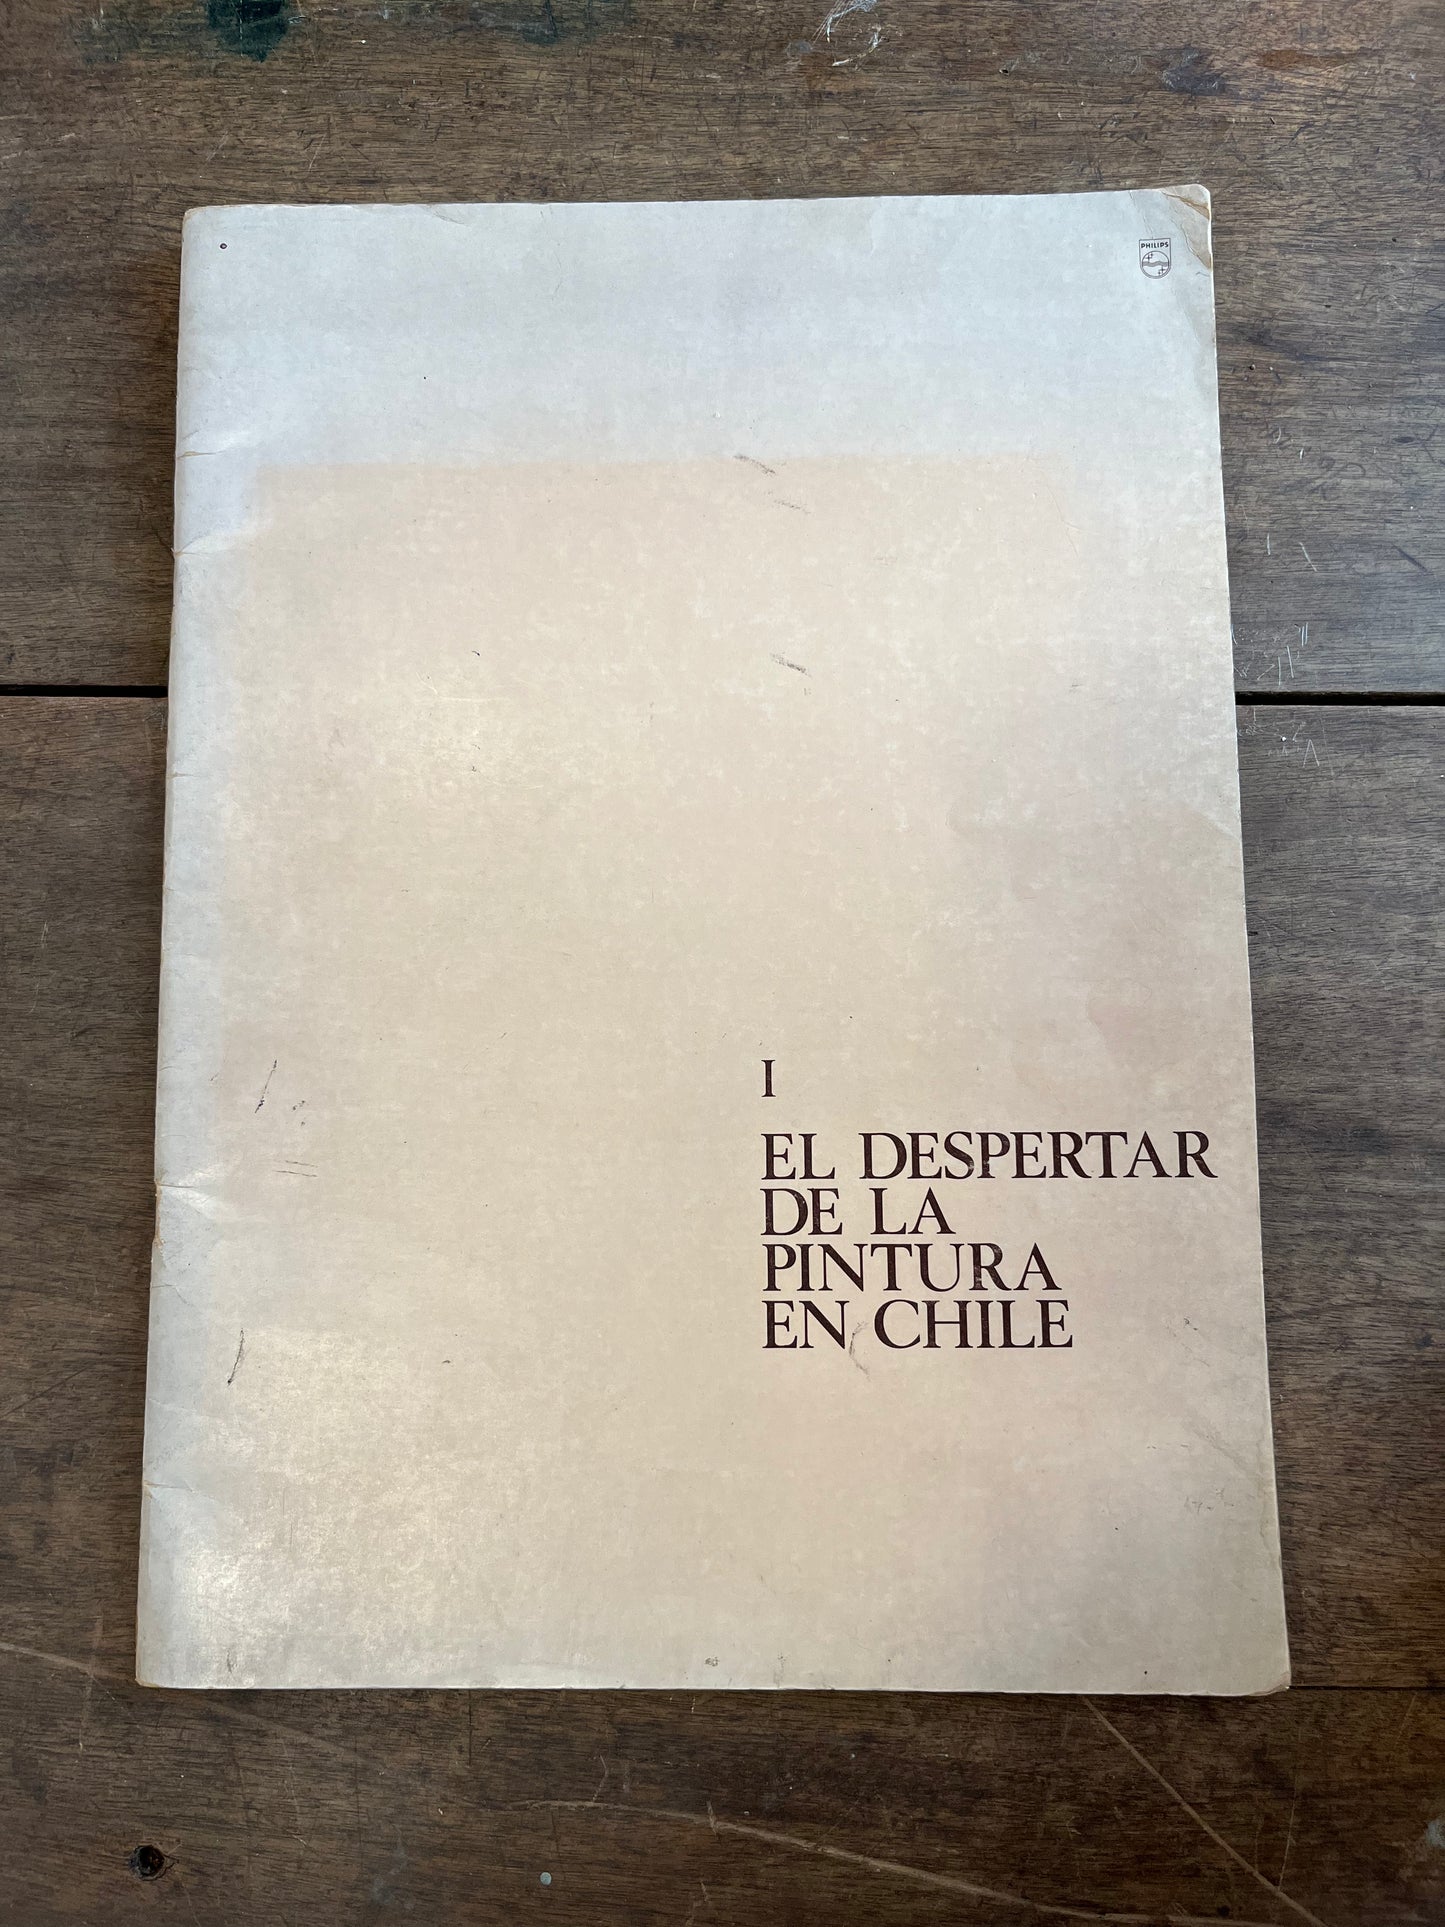 PHILIPS
I
EL DESPERTAR
DE LA
PINTURA
EN CHILE